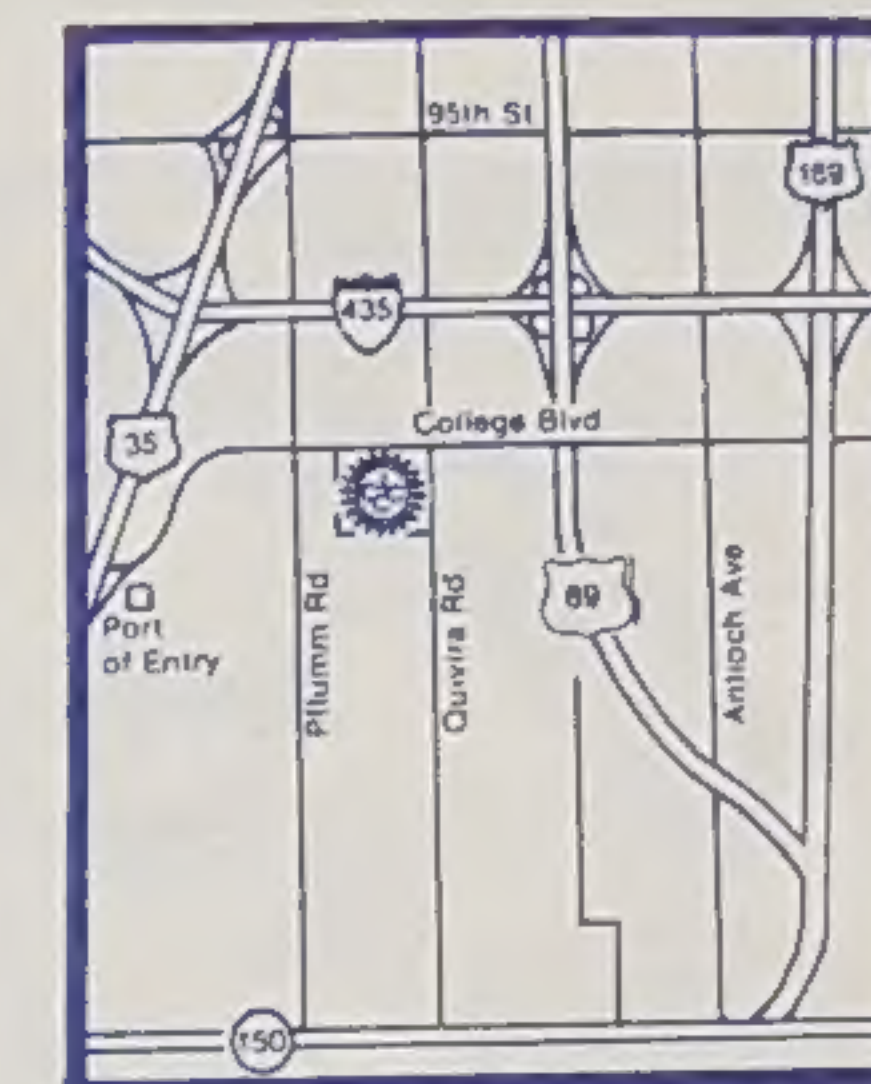 95th St
169
435
College Blvd
35
69
Port
of Entry
Pflumm Rd
Quivira Rd
Antioch Ave
150